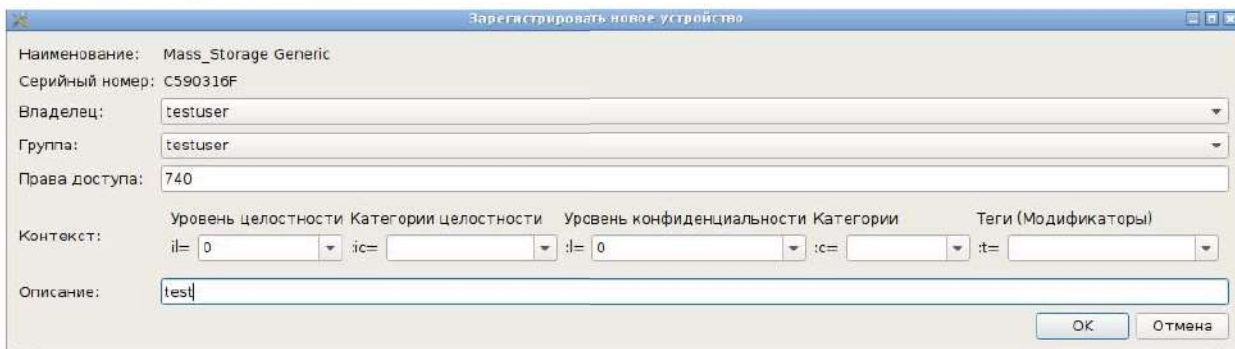 Зарегистрировать новое устройство
Наименование: Mass_Storage Generic
Серийный номер: C590316F
Владелец: testuser
Группа: testuser
Права доступа: 740
Уровень целостности Категории целостности Уровень конфиденциальности Категории Теги (Модификаторы)
Контекст: il= 0 :ic= :l= 0 :c= :t=
Описание: test
OK Отмена